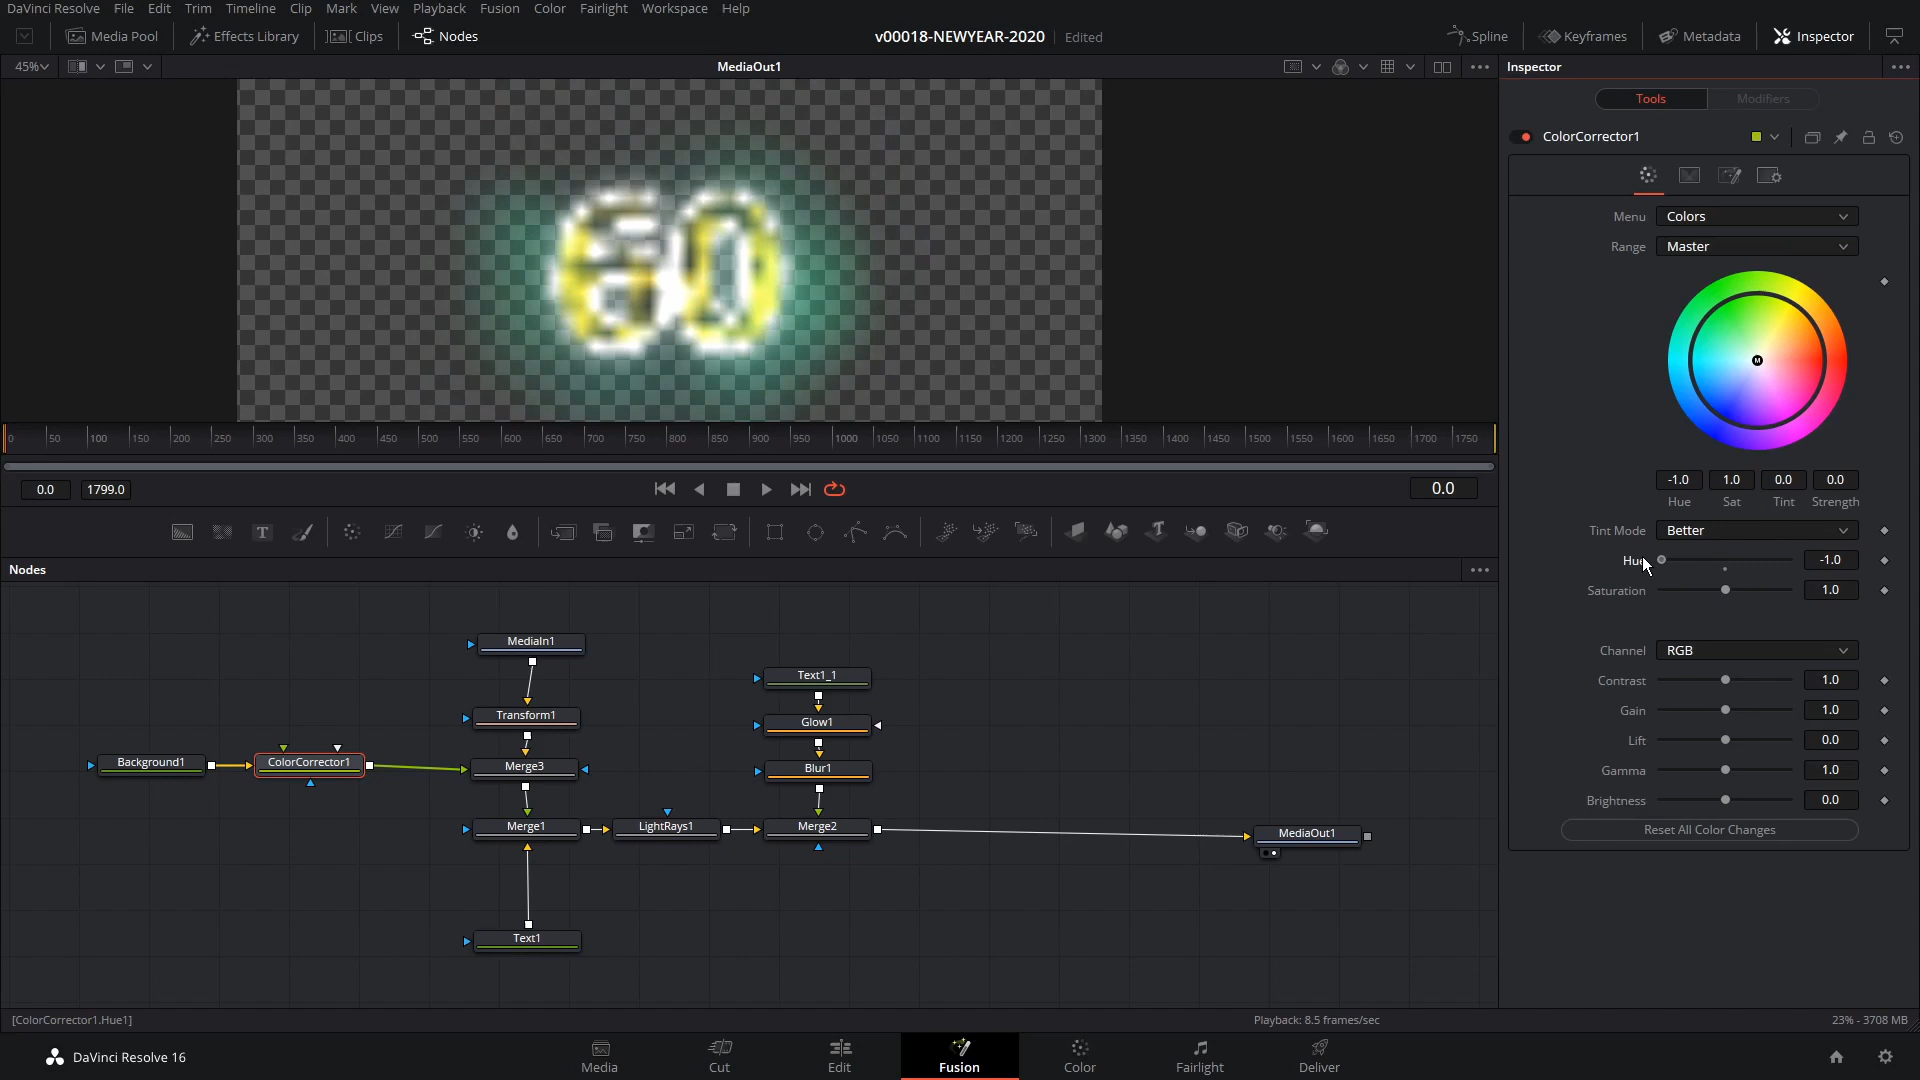 DaVinci Resolve File Edit Trim Timeline Clip Mark View Playback Fusion Color Fairlight Workspace Help
Media Pool Effects Library Clips Nodes v00018-NEWYEAR-2020 Edited Spline Keyframes Metadata Inspector
45% MediaOut1 Inspector
Tools Modifiers
ColorCorrector1
Menu Colors
Range Master
60
M
0 50 100 150 200 250 300 350 400 450 500 550 600 650 700 750 800 850 900 950 1000 1050 1100 1150 1200 1250 1300 1350 1400 1450 1500 1550 1600 1650 1700 1750
0.0 1799.0 0.0
-1.0 1.0 0.0 0.0
Hue Sat Tint Strength
Tint Mode Better
Hue -1.0
Saturation 1.0
Channel RGB
Contrast 1.0
Gain 1.0
Lift 0.0
Gamma 1.0
Brightness 0.0
Reset All Color Changes
T T
Nodes
MediaIn1
Text1_1
Transform1
Glow1
Background1 ColorCorrector1 Merge3 Blur1
Merge1 LightRays1 Merge2 MediaOut1
Text1
[ColorCorrector1.Hue1] Playback: 8.5 frames/sec 23% - 3708 MB
DaVinci Resolve 16 Media Cut Edit Fusion Color Fairlight Deliver